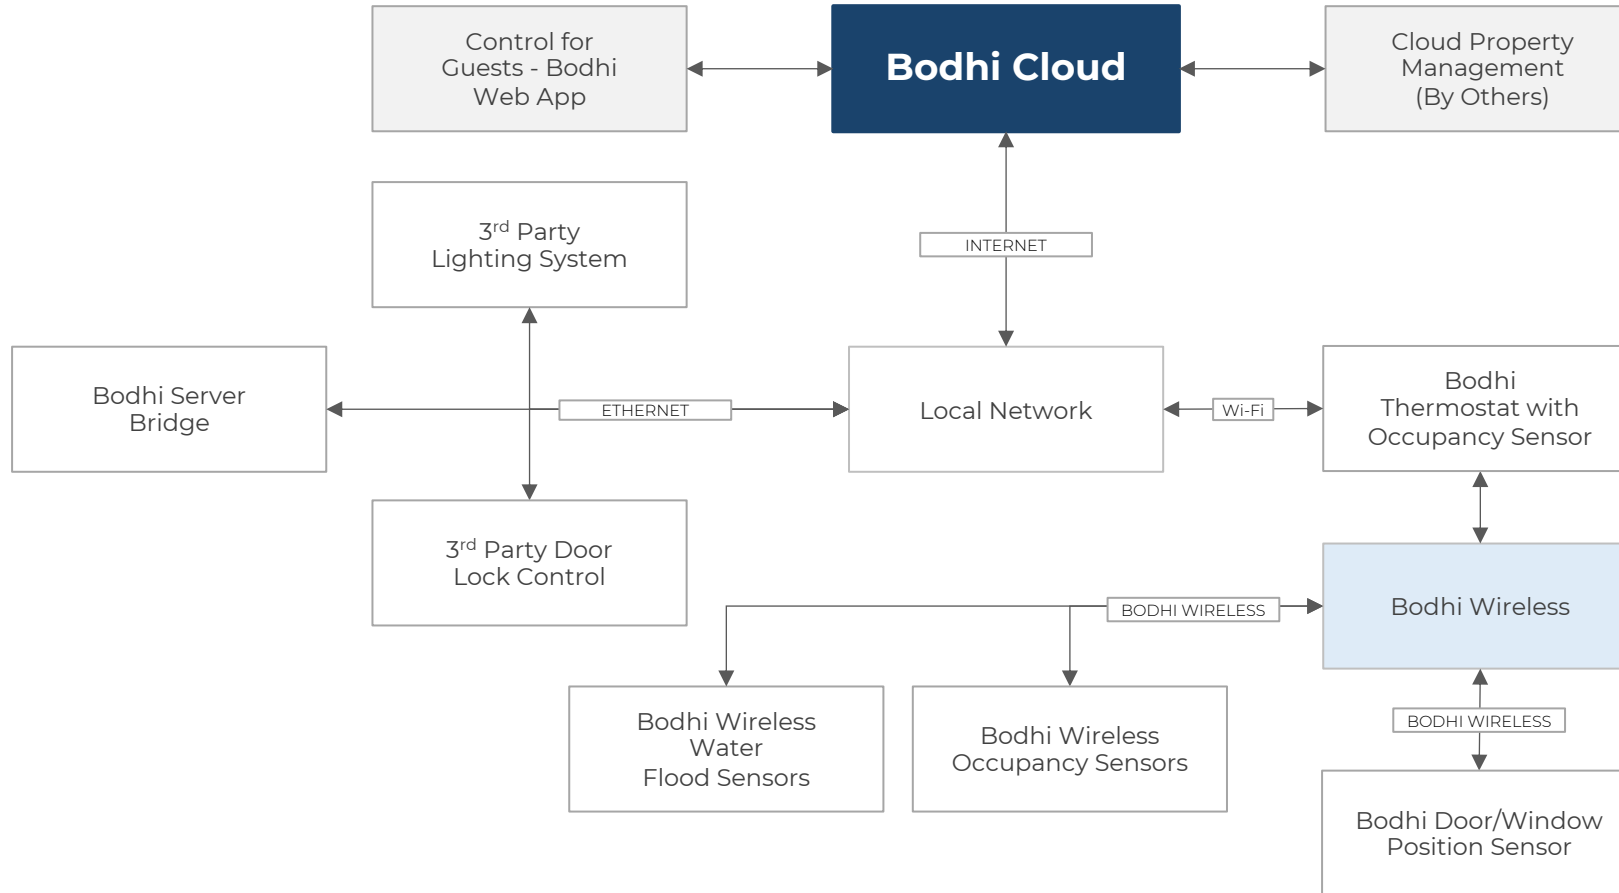 Control for
Guests - Bodhi
Web App
Bodhi Cloud
Cloud Property
Management
(By Others)
3rd Party
Lighting System
INTERNET
Bodhi Server
Bridge
ETHERNET
Local Network
Wi-Fi
Bodhi
Thermostat with
Occupancy Sensor
3rd Party Door
Lock Control
BODHI WIRELESS
Bodhi Wireless
Bodhi Wireless
Water
Flood Sensors
Bodhi Wireless
Occupancy Sensors
BODHI WIRELESS
Bodhi Door/Window
Position Sensor